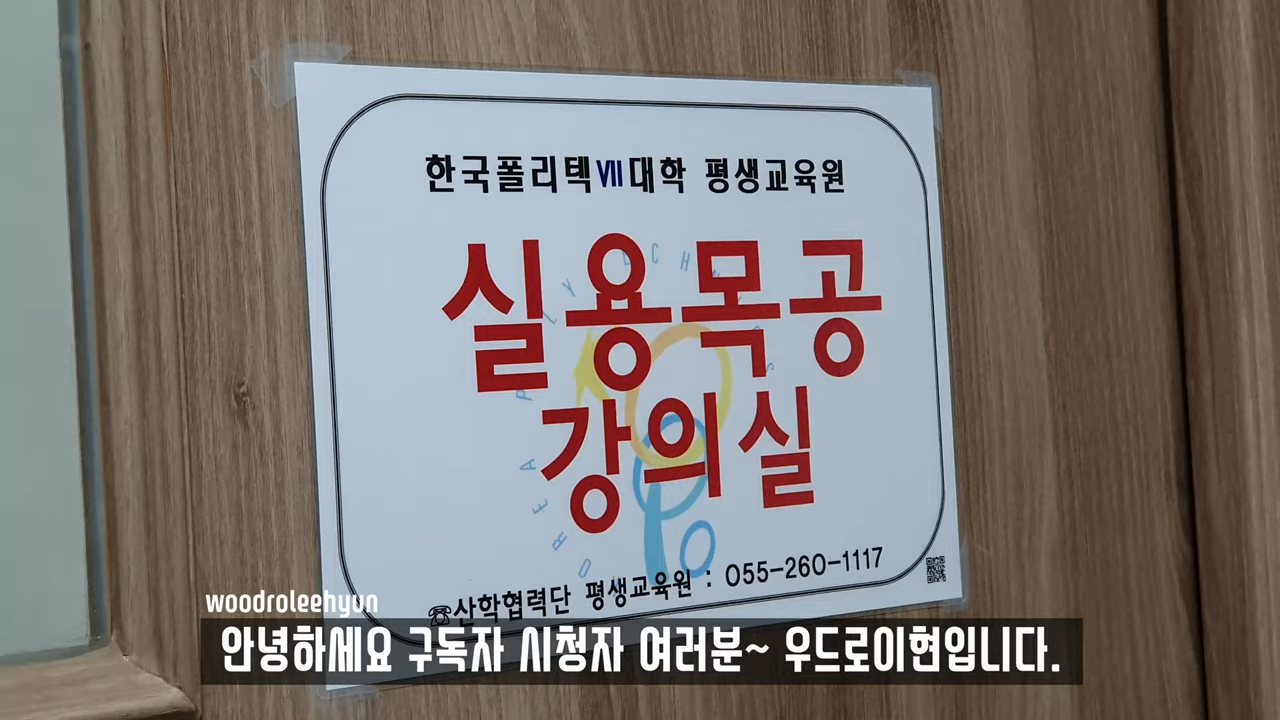 한국폴리텍Ⅶ대학 평생교육원
실용목공
강의실
☎산학협력단 평생교육원 : 055-260-1117
woodroleehyun
안녕하세요 구독자 시청자 여러분~ 우드로이현입니다.